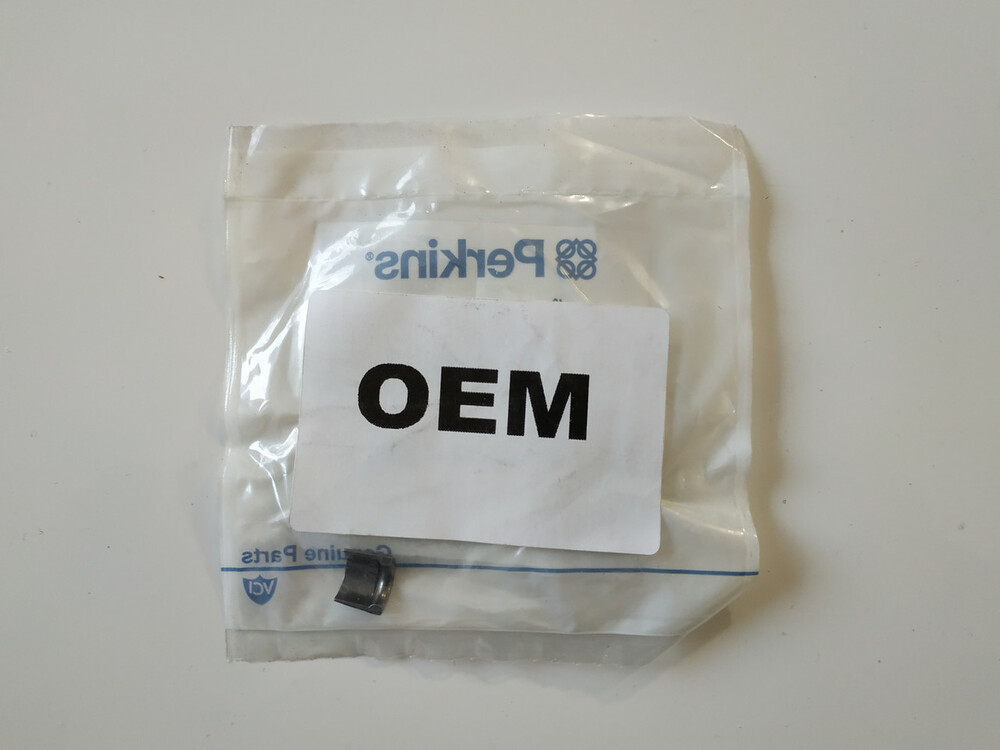 Perkins®
OEM
Genuine Parts
VCI